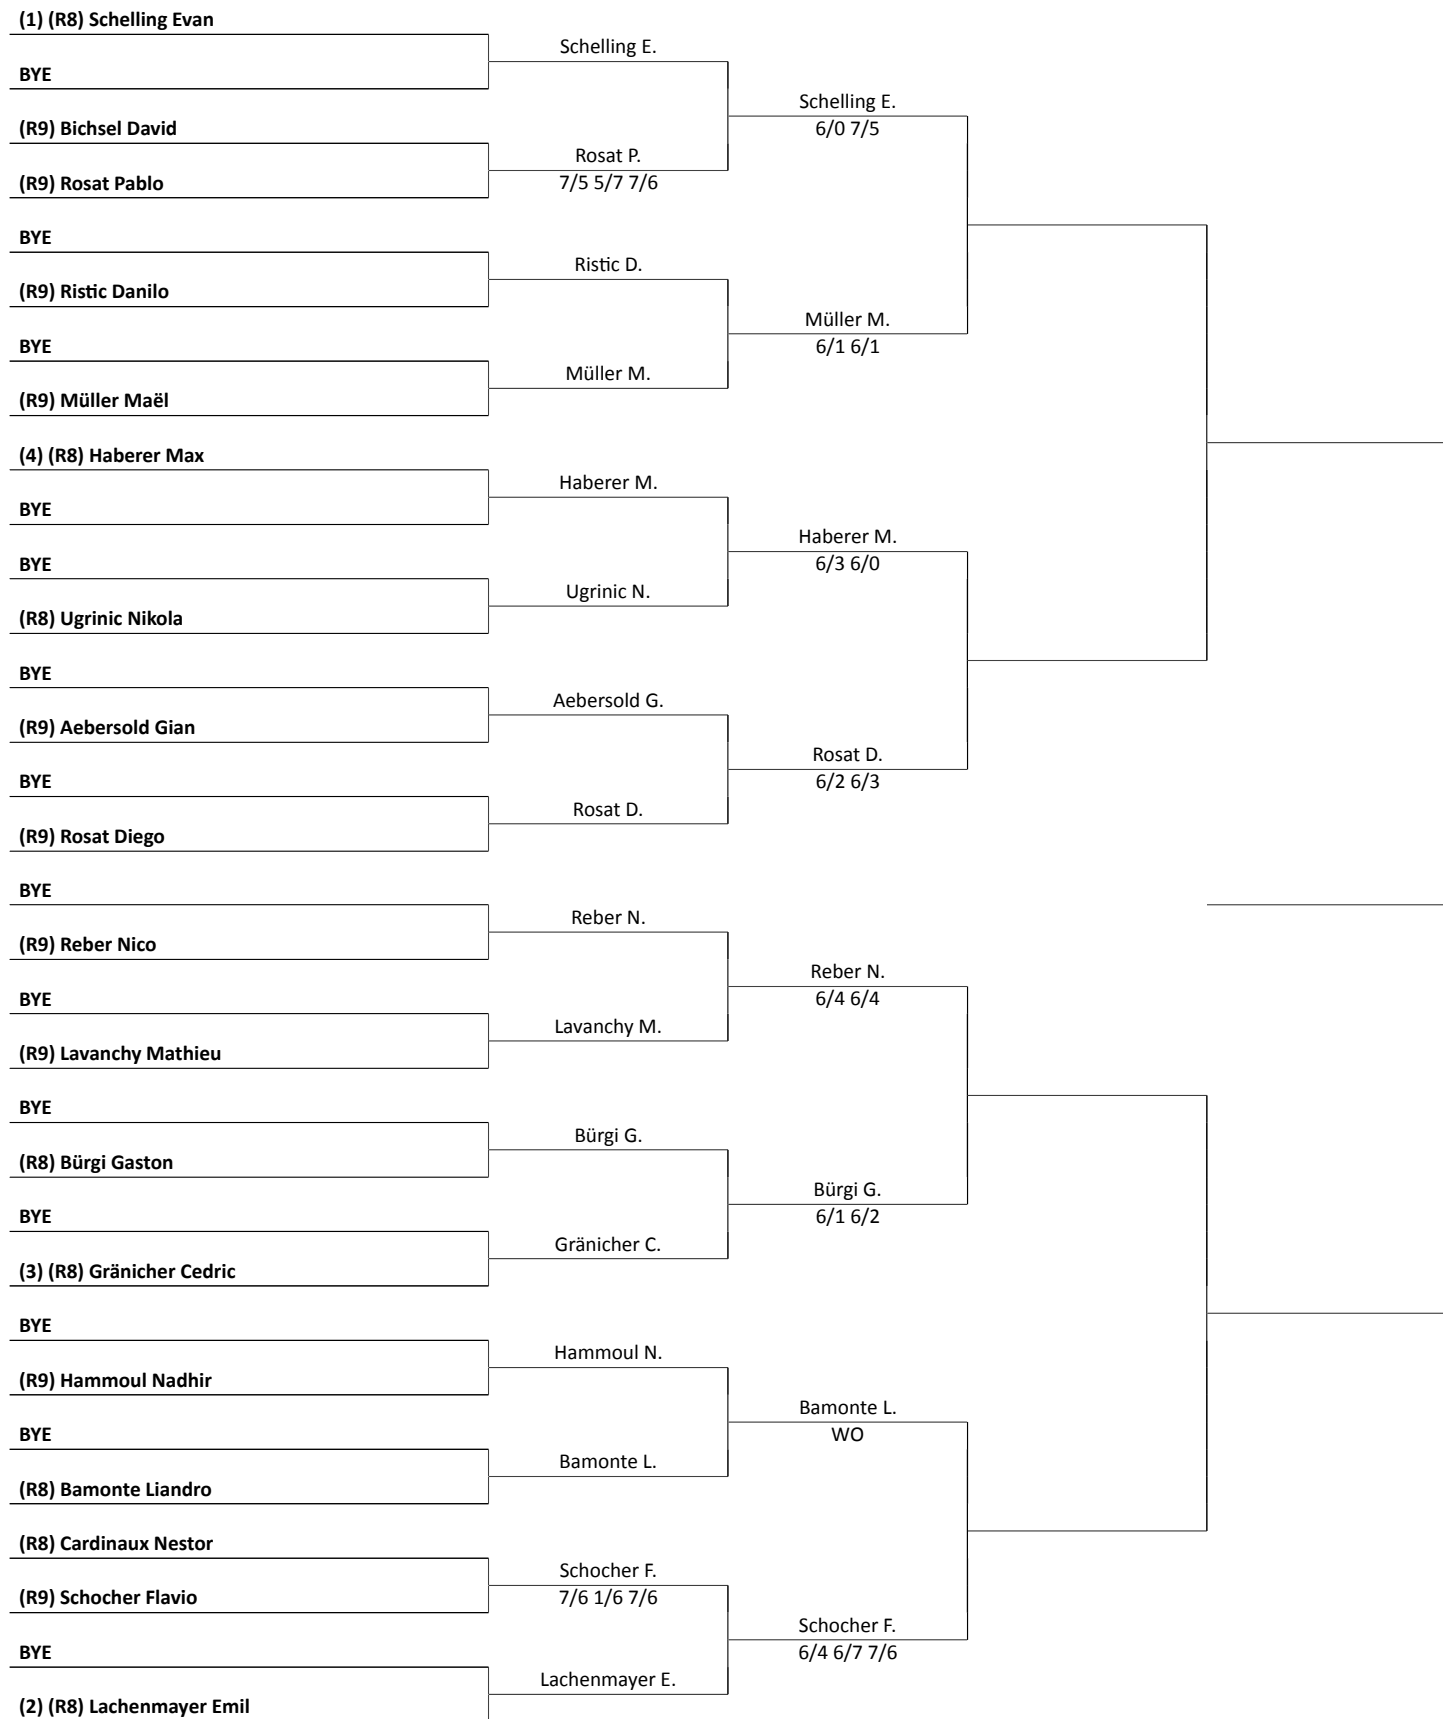 (1) (R8) Schelling Evan
Schelling E.
BYE
Schelling E.
6/0 7/5
(R9) Bichsel David
Rosat P.
7/5 5/7 7/6
(R9) Rosat Pablo
BYE
Ristic D.
(R9) Ristic Danilo
Müller M.
6/1 6/1
BYE
Müller M.
(R9) Müller Maël
(4) (R8) Haberer Max
Haberer M.
BYE
Haberer M.
6/3 6/0
BYE
Ugrinic N.
(R8) Ugrinic Nikola
BYE
Aebersold G.
(R9) Aebersold Gian
Rosat D.
6/2 6/3
BYE
Rosat D.
(R9) Rosat Diego
BYE
Reber N.
(R9) Reber Nico
Reber N.
6/4 6/4
BYE
Lavanchy M.
(R9) Lavanchy Mathieu
BYE
Bürgi G.
(R8) Bürgi Gaston
Bürgi G.
6/1 6/2
BYE
Gränicher C.
(3) (R8) Gränicher Cedric
BYE
Hammoul N.
(R9) Hammoul Nadhir
Bamonte L.
WO
BYE
Bamonte L.
(R8) Bamonte Liandro
(R8) Cardinaux Nestor
Schocher F.
7/6 1/6 7/6
(R9) Schocher Flavio
Schocher F.
6/4 6/7 7/6
BYE
Lachenmayer E.
(2) (R8) Lachenmayer Emil